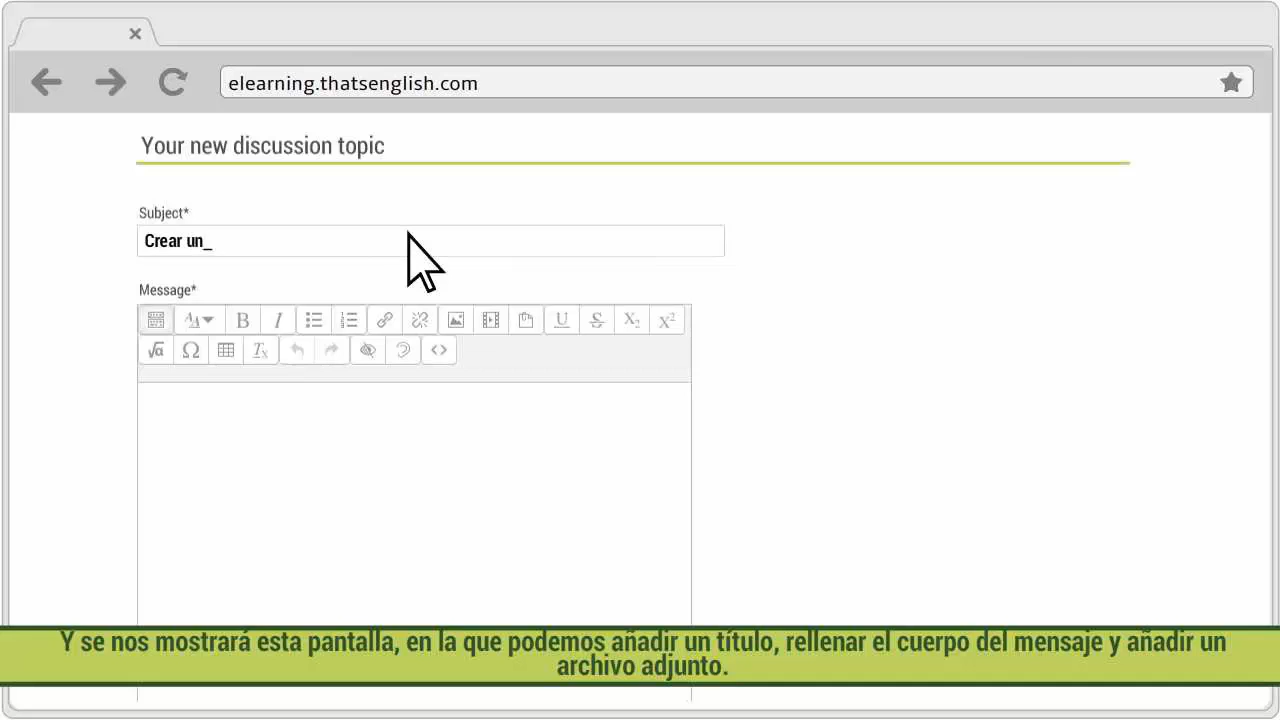 elearning.thatsenglish.com
Your new discussion topic
Subject*
Crear un_
Message*
Y se nos mostrará esta pantalla, en la que podemos añadir un título, rellenar el cuerpo del mensaje y añadir un
archivo adjunto.